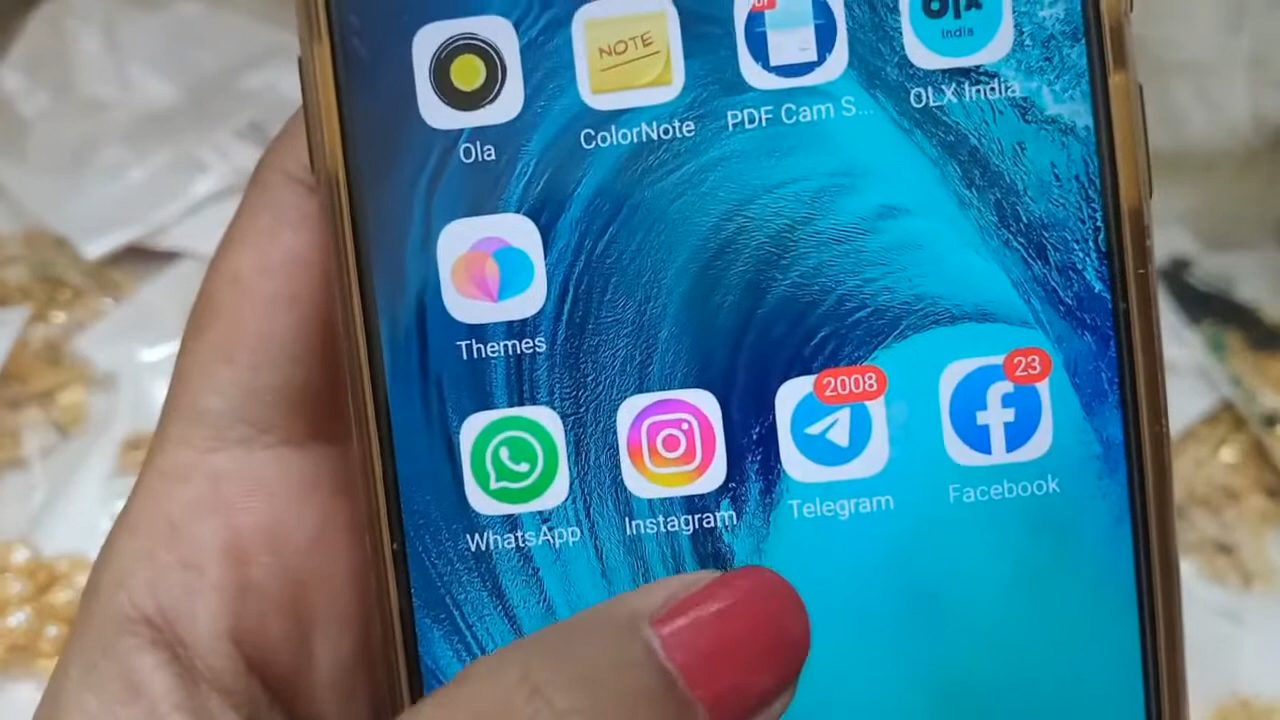 NOTE
OLX
India
Ola
ColorNote
PDF Cam S...
OLX India
Themes
2008
23
WhatsApp
Instagram
Telegram
Facebook